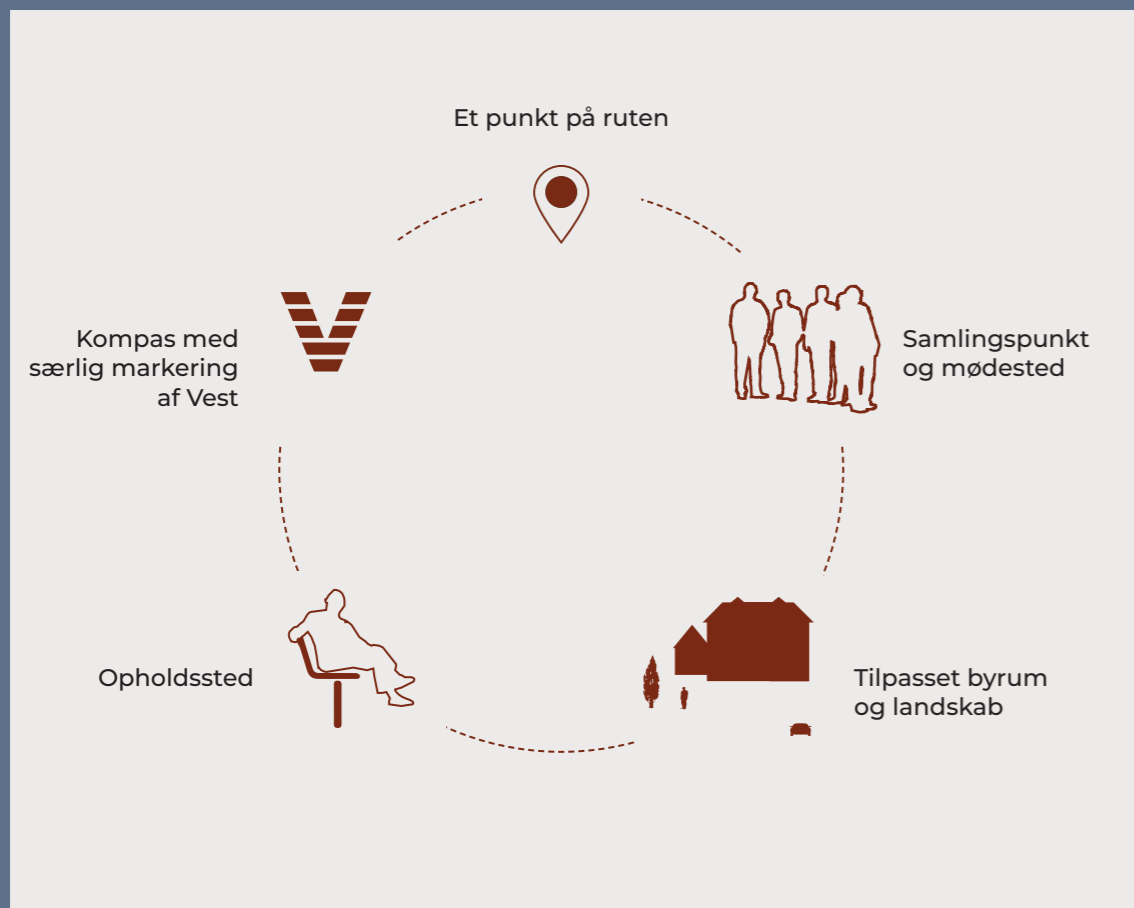 Et punkt på ruten
Samlingspunkt
og mødested
Tilpasset byrum
og landskab
Opholdssted
Kompas med
særlig markering
af Vest
V